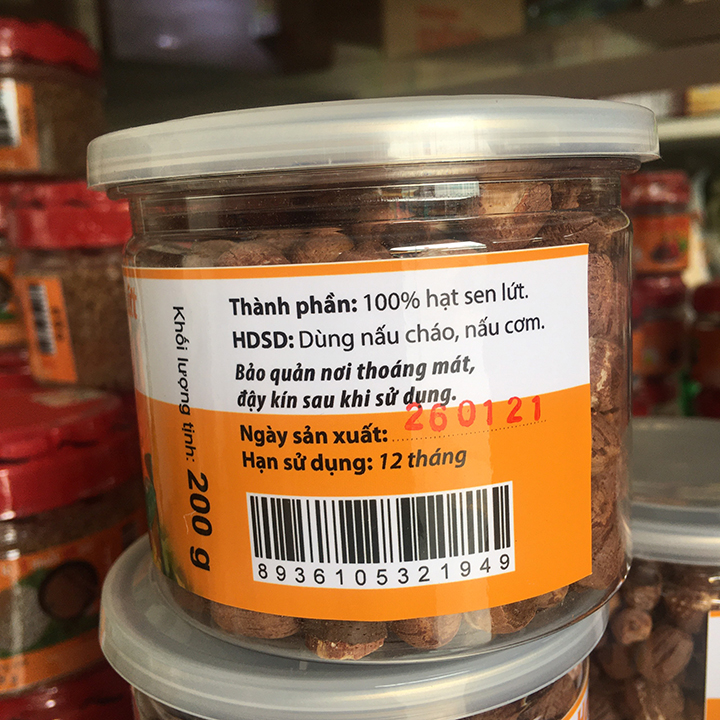 Thành phần: 100% hạt sen lứt.
HDSD: Dùng nấu cháo, nấu cơm.
Bảo quản nơi thoáng mát,
đậy kín sau khi sử dụng.
Ngày sản xuất: 260121
Hạn sử dụng: 12 tháng
8936105321949
Khối lượng tịnh: 200 g